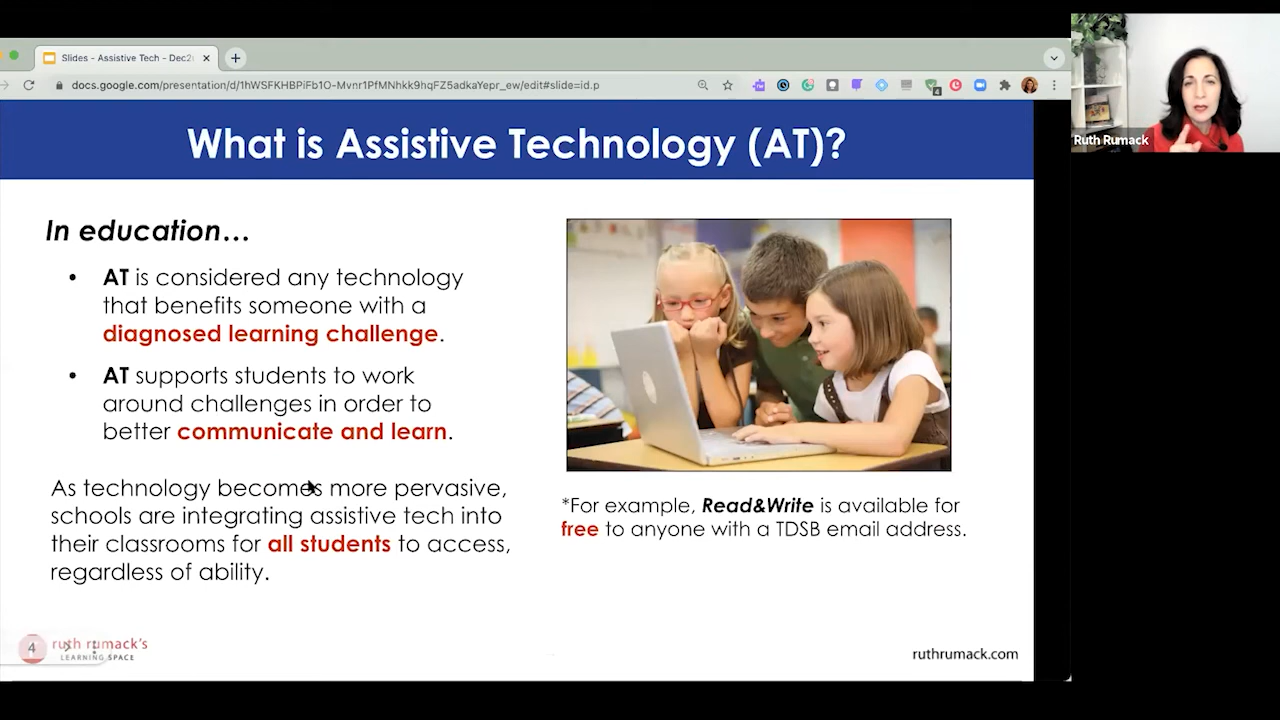 Slides - Assistive Tech - Dec2
docs.google.com/presentation/d/1hWSFKHBPiFb1O-Mvnr1PfMNhkk9hqFZ5adkaYepr_ew/edit#slide=id.p
What is Assistive Technology (AT)?
Ruth Rumack
In education…
• AT is considered any technology
that benefits someone with a
diagnosed learning challenge.
• AT supports students to work
around challenges in order to
better communicate and learn.
As technology becomes more pervasive,
schools are integrating assistive tech into
their classrooms for all students to access,
regardless of ability.
*For example, Read&Write is available for
free to anyone with a TDSB email address.
4
ruth rumack's
LEARNING SPACE
ruthrumack.com